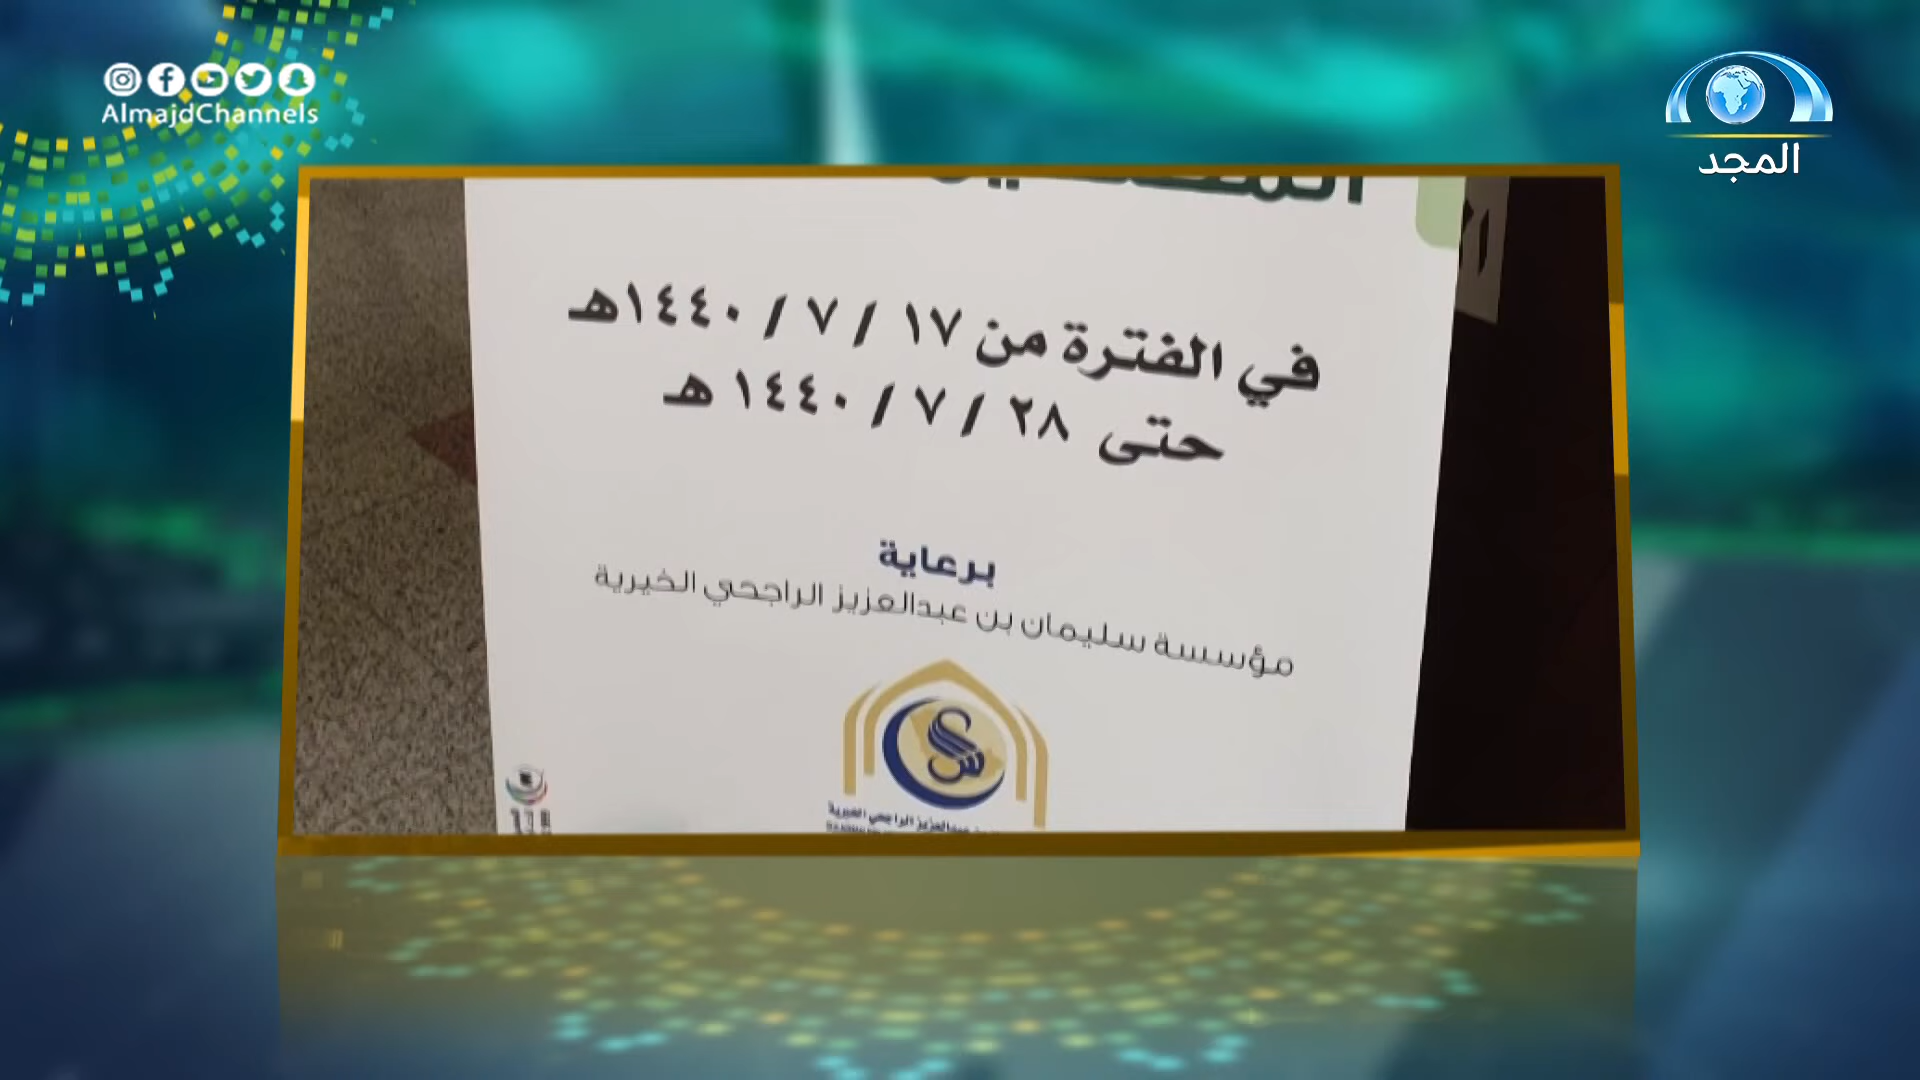 AlmajdChannels
المجد
في الفترة من ١٧ / ٧ / ١٤٤٠هـ
حتى ٢٨ / ٧ / ١٤٤٠ هـ
برعاية
مؤسسة سليمان بن عبدالعزيز الراجحي الخيرية